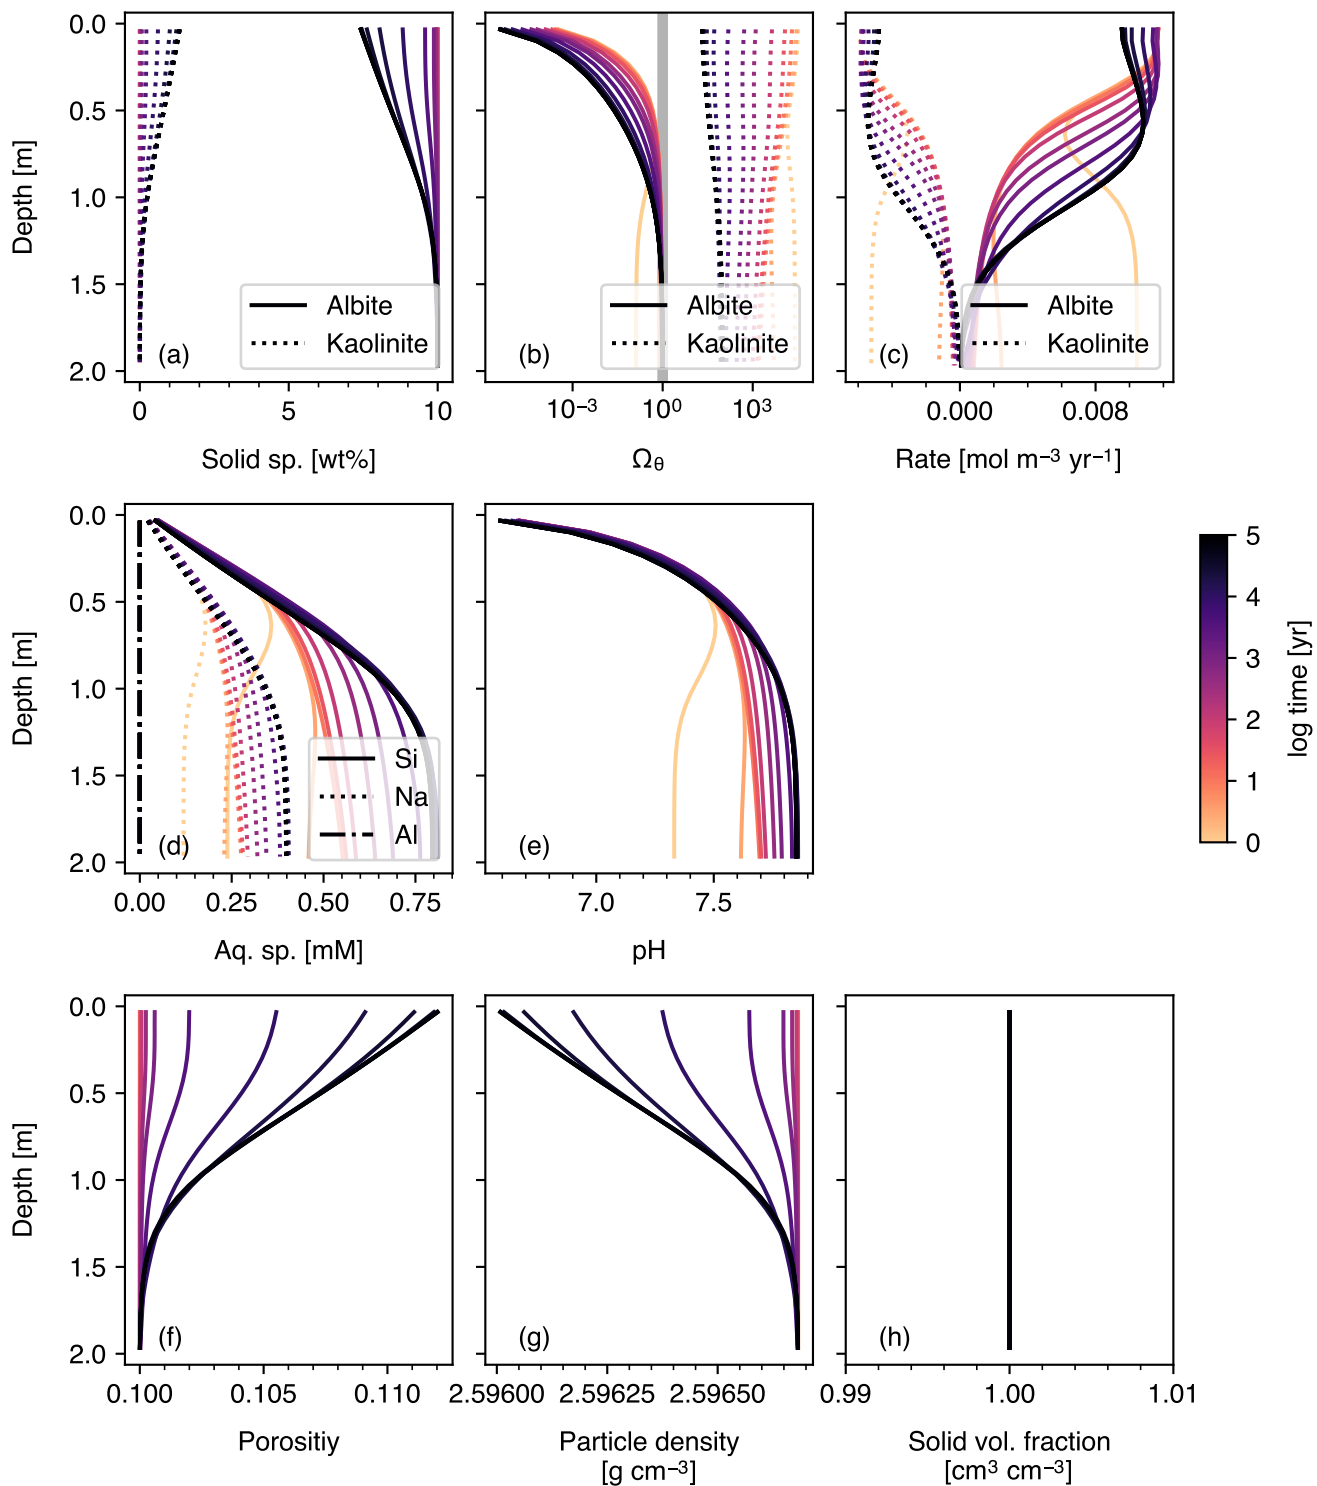 0.0
0.5
1.0
1.5
2.0
Depth [m]
Albite
Kaolinite
(a)
0
5
10
Solid sp. [wt%]
Albite
Kaolinite
(b)
10⁻³
10⁰
10³
Ωθ
Albite
Kaolinite
(c)
0.000
0.008
Rate [mol m⁻³ yr⁻¹]
0.0
0.5
1.0
1.5
2.0
Depth [m]
Si
Na
Al
(d)
0.00
0.25
0.50
0.75
Aq. sp. [mM]
(e)
7.0
7.5
pH
5
4
3
2
1
0
log time [yr]
0.0
0.5
1.0
1.5
2.0
Depth [m]
(f)
0.100
0.105
0.110
Porositiy
(g)
2.59600
2.59625
2.59650
Particle density
[g cm⁻³]
(h)
0.99
1.00
1.01
Solid vol. fraction
[cm³ cm⁻³]